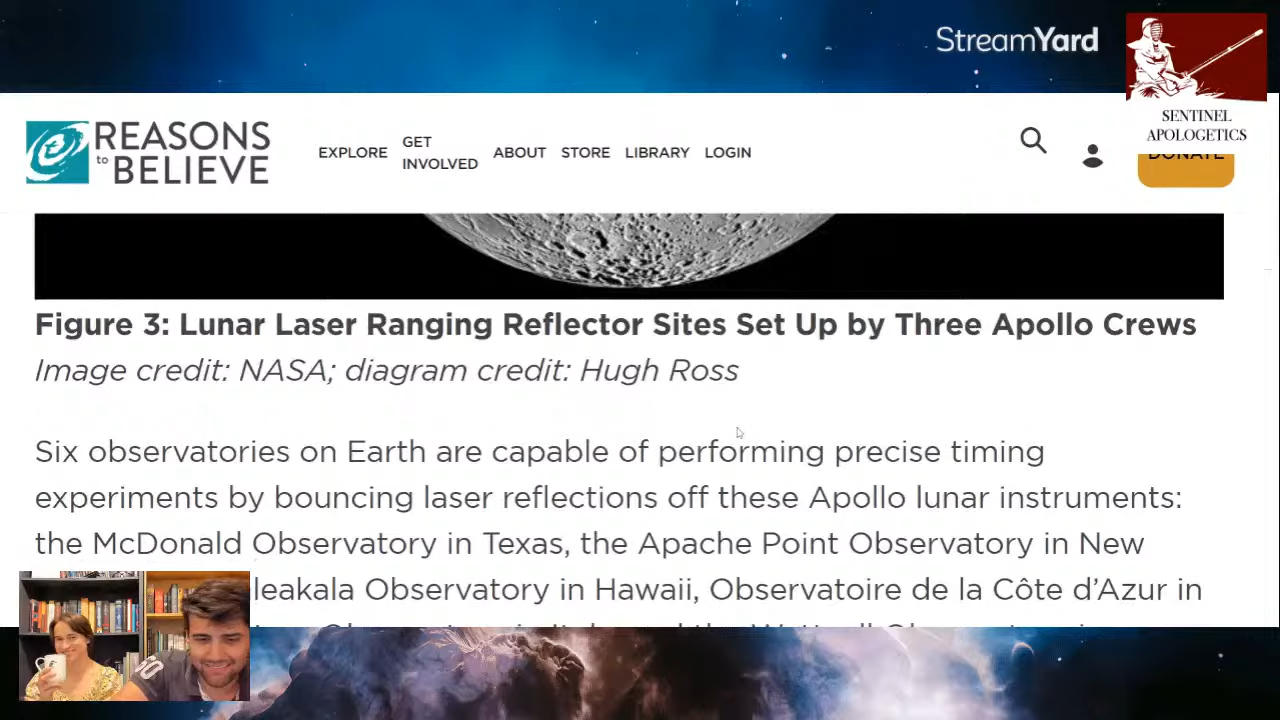 StreamYard
SENTINEL
APOLOGETICS
REASONS
to
BELIEVE
EXPLORE
GET
INVOLVED
ABOUT
STORE
LIBRARY
LOGIN
DONATE
Figure 3: Lunar Laser Ranging Reflector Sites Set Up by Three Apollo Crews
Image credit: NASA; diagram credit: Hugh Ross
Six observatories on Earth are capable of performing precise timing
experiments by bouncing laser reflections off these Apollo lunar instruments:
the McDonald Observatory in Texas, the Apache Point Observatory in New
leakala Observatory in Hawaii, Observatoire de la Côte d’Azur in